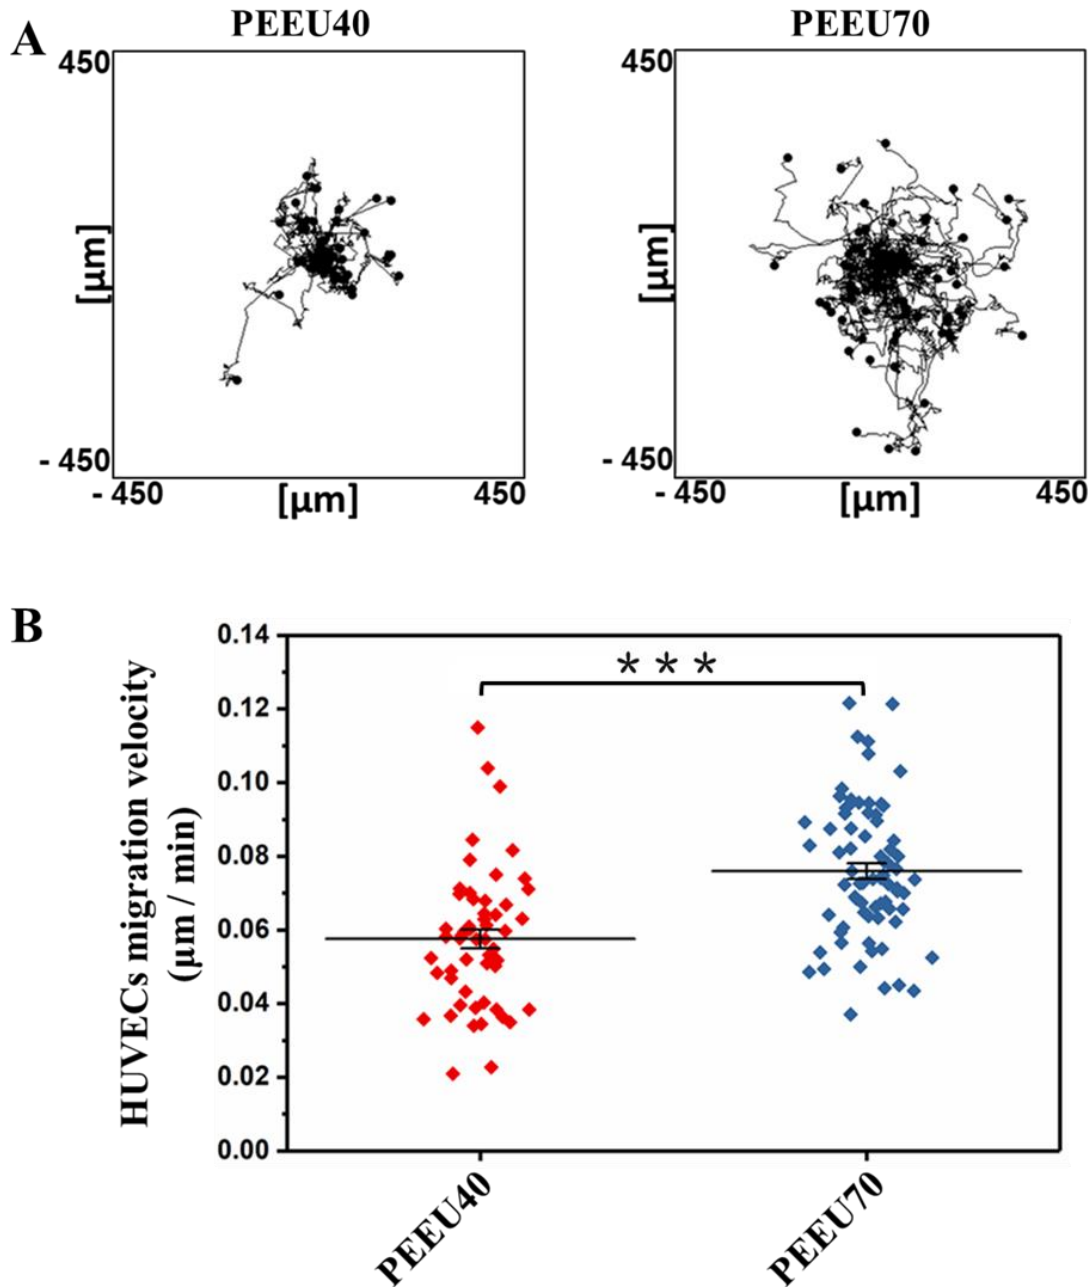 A
PEEU40
PEEU70
450
[µm]
- 450
- 450
[µm]
450
450
[µm]
- 450
- 450
[µm]
450
B
HUVECs migration velocity
(µm / min)
0.14
0.12
0.10
0.08
0.06
0.04
0.02
0.00
***
PEEU40
PEEU70